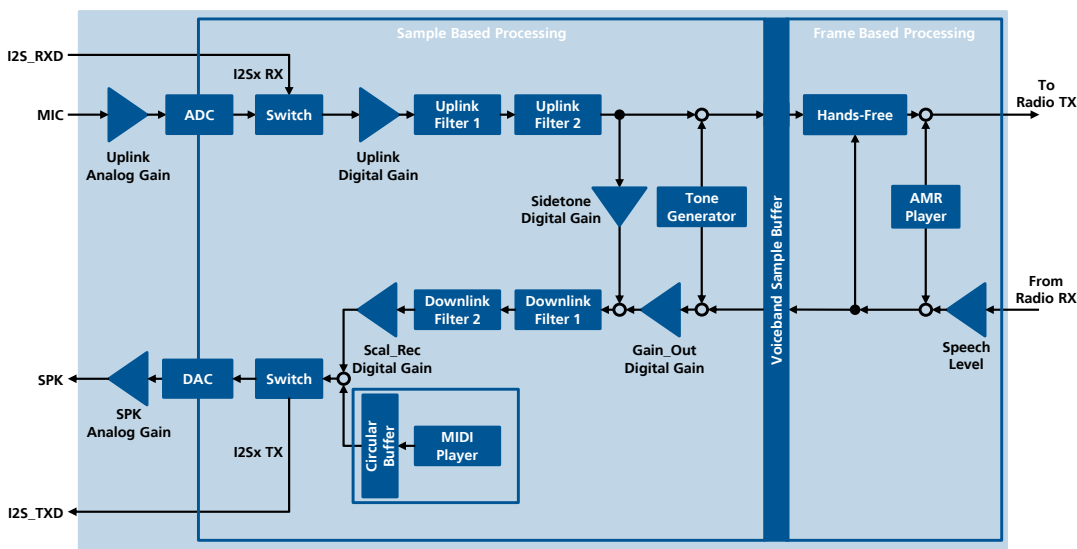 Sample Based Processing
Frame Based Processing
I2S_RXD
I2Sx RX
MIC
ADC
Switch
Uplink
Analog Gain
Uplink
Digital Gain
Uplink
Filter 1
Uplink
Filter 2
Hands-Free
To
Radio TX
Sidetone
Digital Gain
Tone
Generator
Voiceband Sample Buffer
AMR
Player
From
Radio RX
Scal_Rec
Digital Gain
Downlink
Filter 2
Downlink
Filter 1
Gain_Out
Digital Gain
Speech
Level
SPK
SPK
Analog Gain
DAC
Switch
I2Sx TX
Circular
Buffer
MIDI
Player
I2S_TXD